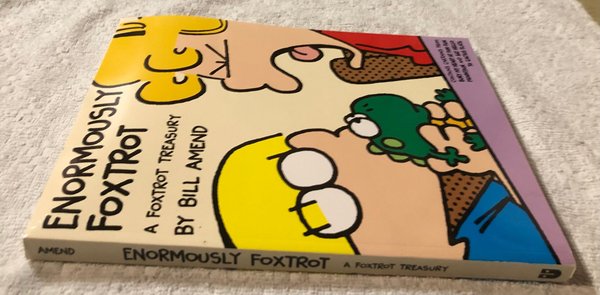 ENORMOUSLY
FOXTROT
A FOXTROT TREASURY
BY BILL AMEND
AMEND ENORMOUSLY FOXTROT A FOXTROT TREASURY